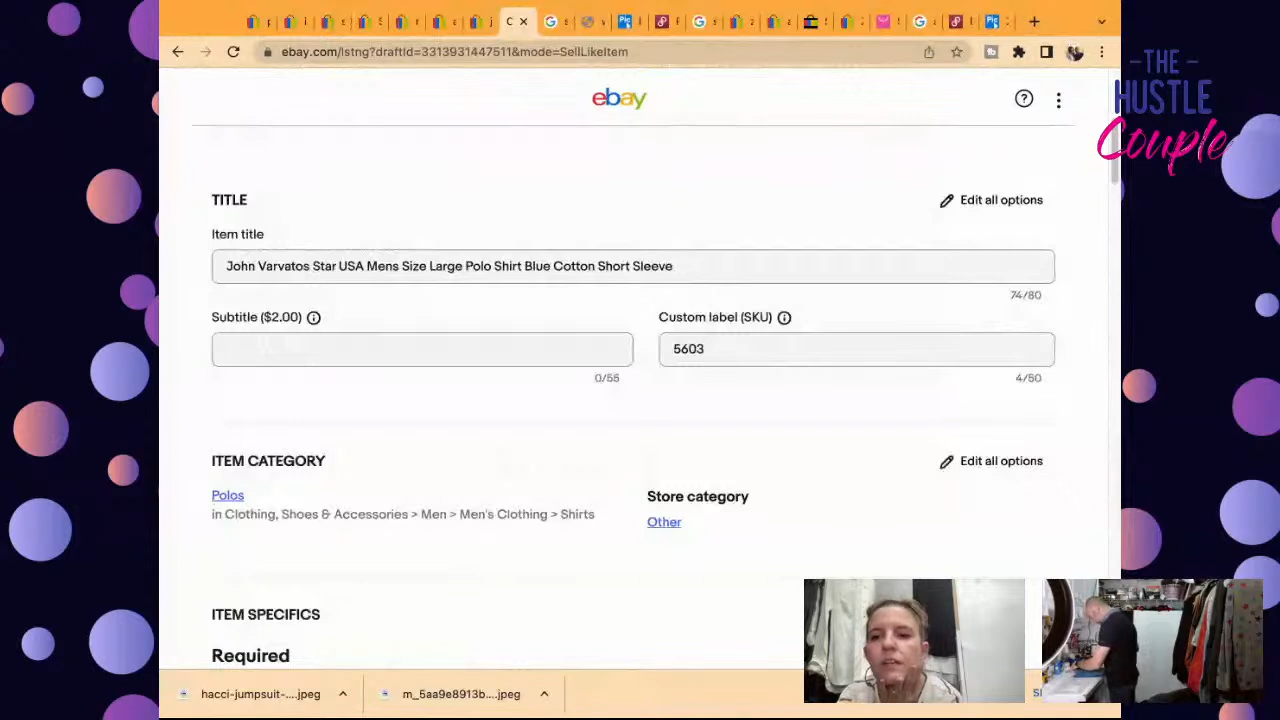 ebay.com/lstng?draftId=3313931447511&mode=SellLikeItem
-THE-
HUSTLE
Couple
ebay
TITLE
Edit all options
Item title
John Varvatos Star USA Mens Size Large Polo Shirt Blue Cotton Short Sleeve
74/80
Subtitle ($2.00)
Custom label (SKU)
5603
0/55
4/50
ITEM CATEGORY
Edit all options
Polos
Store category
in Clothing, Shoes & Accessories > Men > Men's Clothing > Shirts
Other
ITEM SPECIFICS
Required
hacci-jumpsuit-....jpeg
m_5aa9e8913b....jpeg